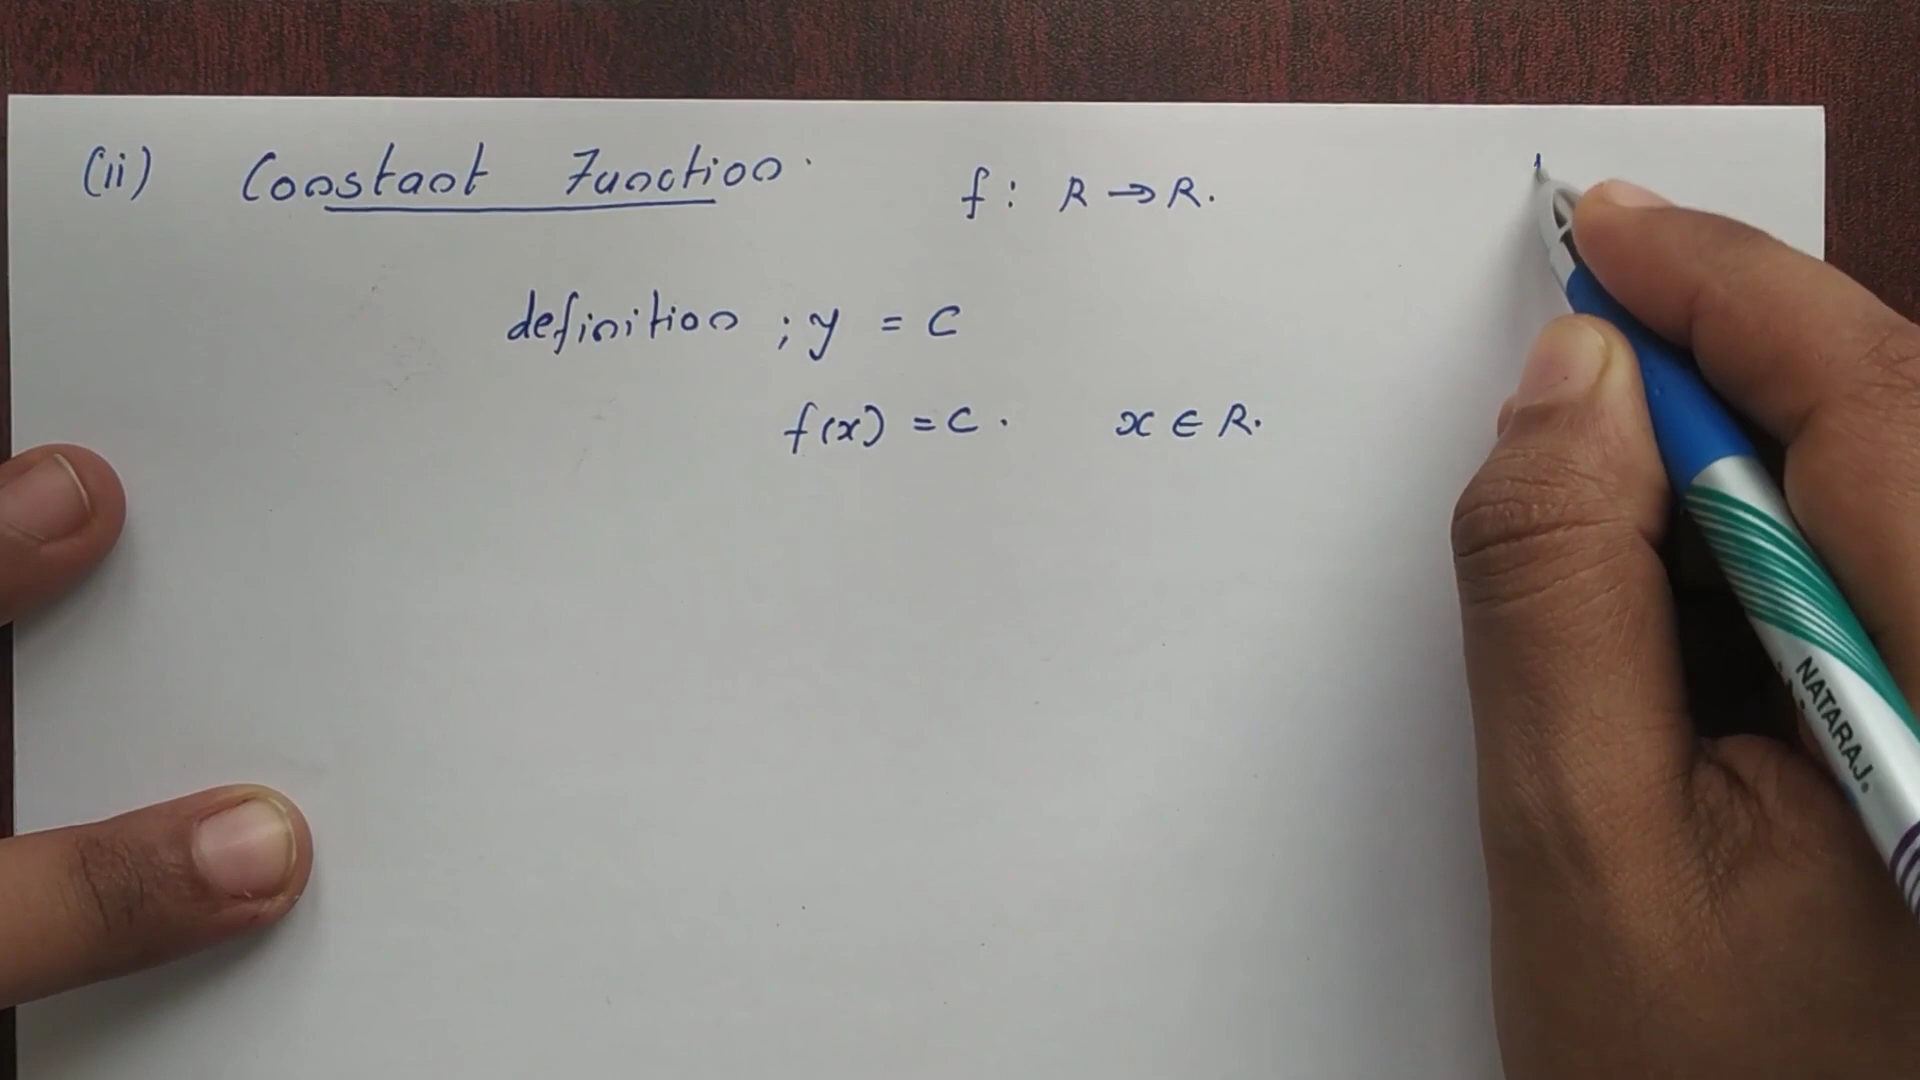 (ii) Constant Function. f : R → R.
definition ; y = c
f(x) = c . x ∈ R.
NATARAJ.